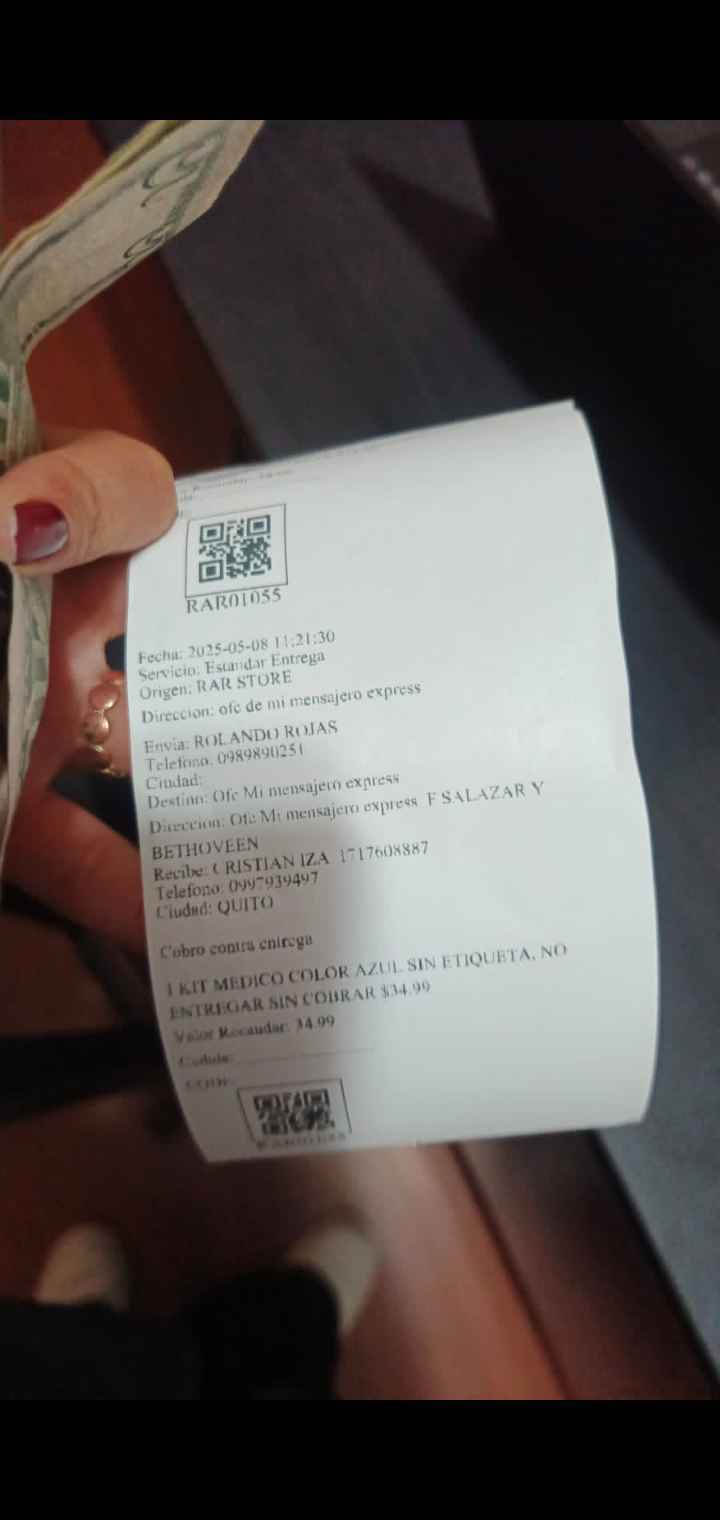 RAR01055
Fecha: 2025-05-08 11:21:30
Servicio: Estandar Entrega
Origen: RAR STORE
Direccion: ofc de mi mensajero express
Envia: ROLANDO ROJAS
Telefono: 0989890251
Ciudad:
Destino: Ofc Mi mensajero express
Direccion: Ofc Mi mensajero express F SALAZAR Y
BETHOVEEN
Recibe: CRISTIAN IZA 1717608887
Telefono: 0997939497
Ciudad: QUITO
Cobro contra entrega
1 KIT MEDICO COLOR AZUL SIN ETIQUETA, NO
ENTREGAR SIN COBRAR $34.99
Valor Recaudar: 34.99
Cedula: